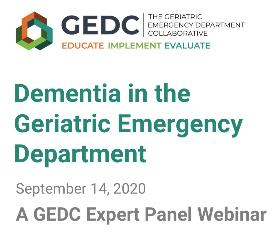 GEDC
THE GERIATRIC
EMERGENCY DEPARTMENT
COLLABORATIVE
EDUCATE IMPLEMENT EVALUATE
Dementia in the
Geriatric Emergency
Department
September 14, 2020
A GEDC Expert Panel Webinar